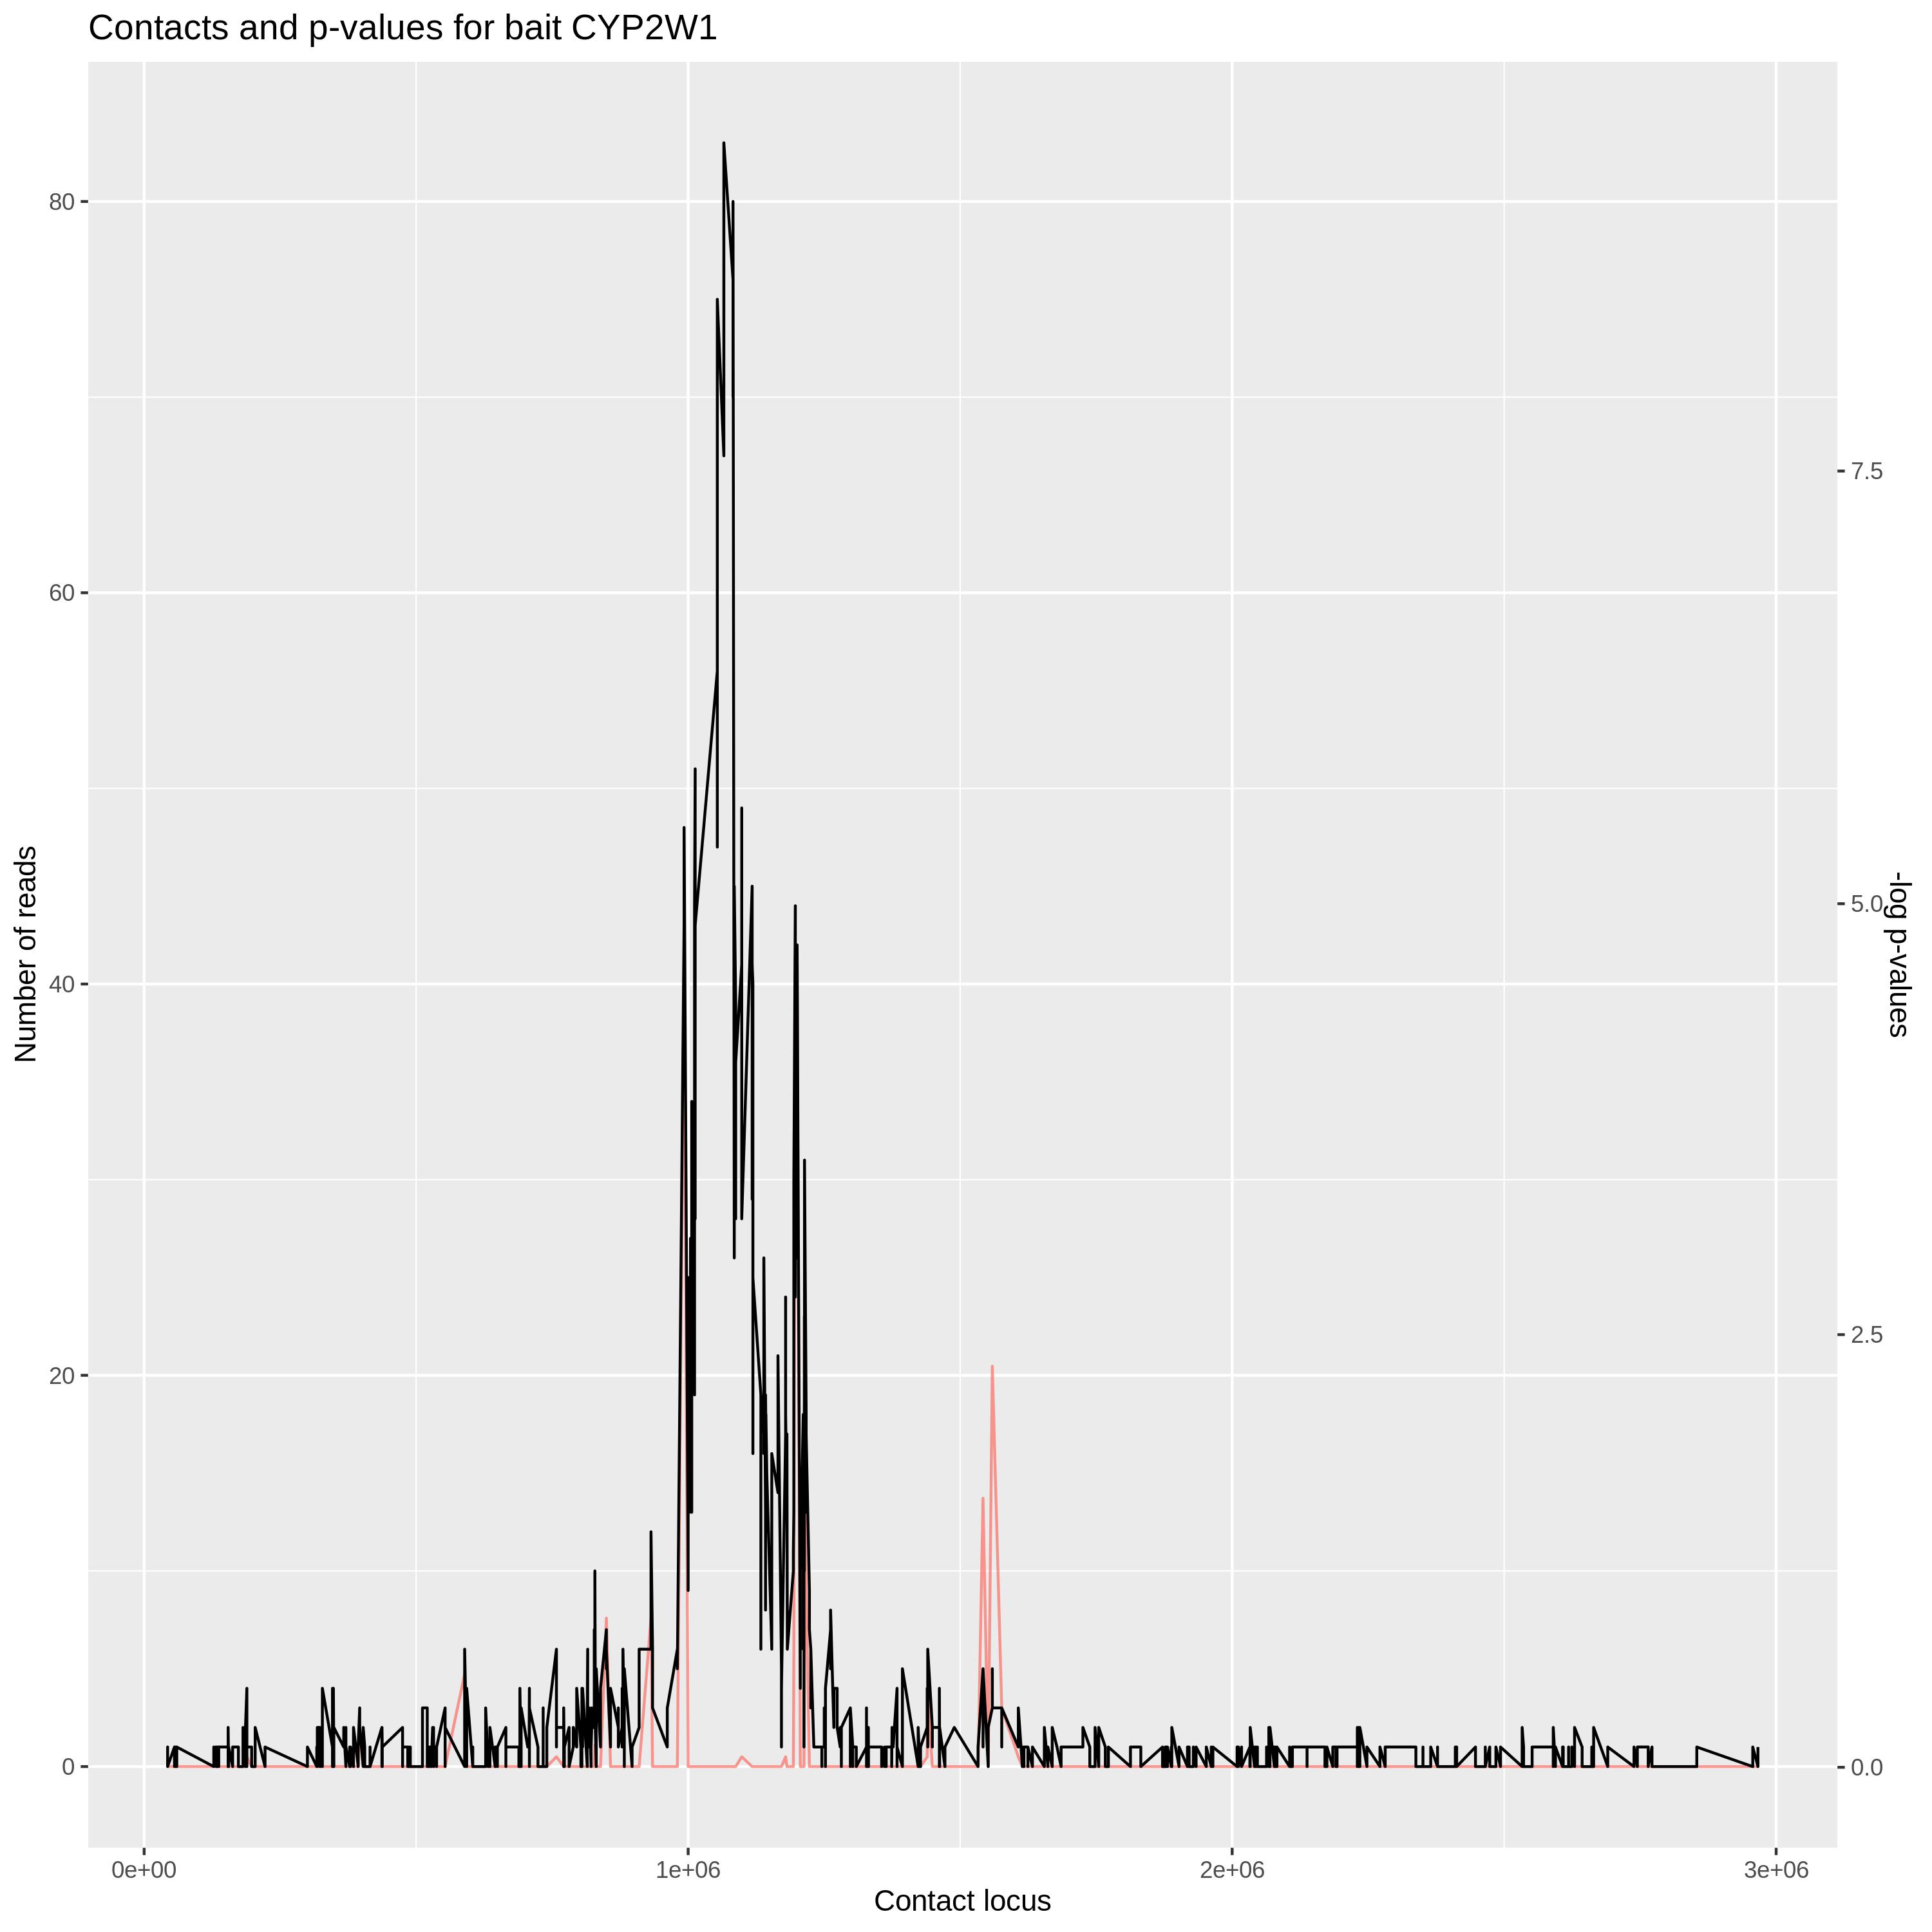 Contacts and p-values for bait CYP2W1
Number of reads
80
60
40
20
0
7.5
5.0
2.5
0.0
-log p-values
0e+00
1e+06
2e+06
3e+06
Contact locus